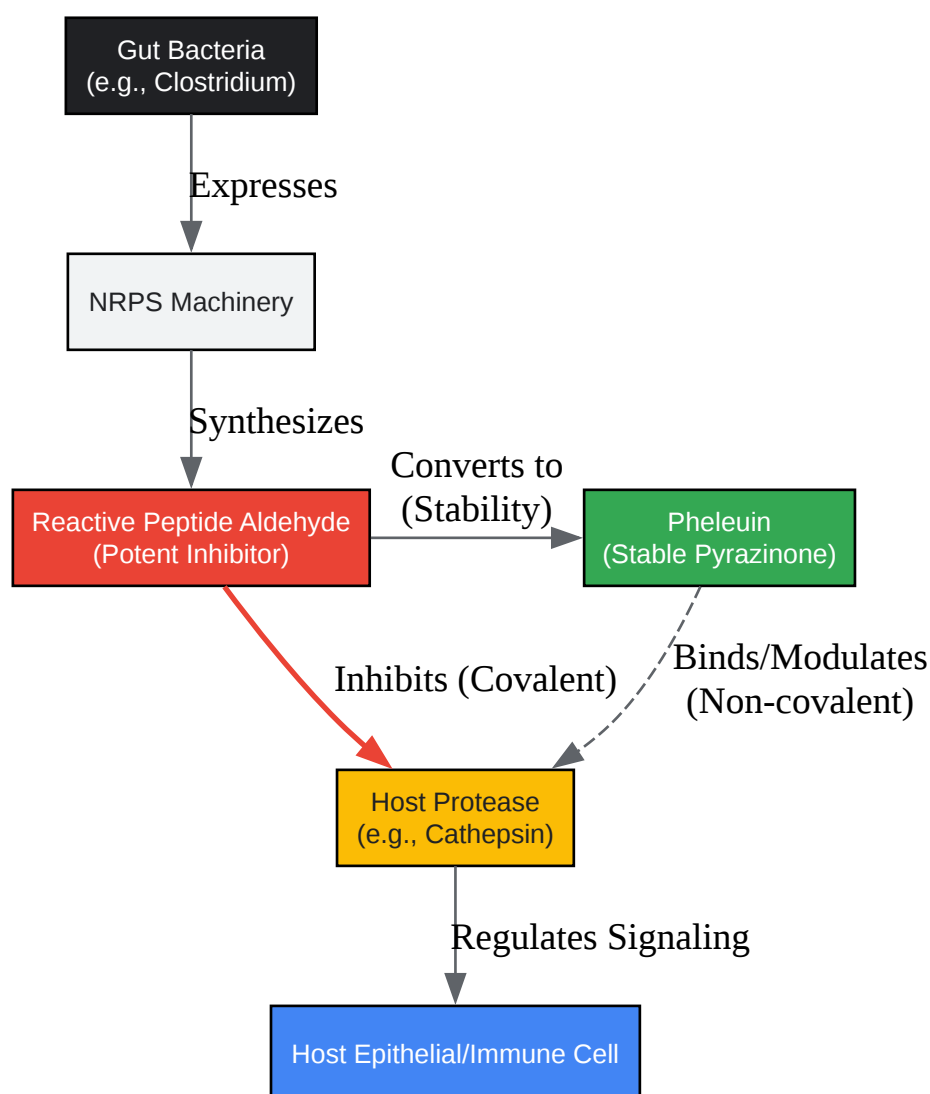 Gut Bacteria
(e.g., Clostridium)
Expresses
NRPS Machinery
Synthesizes
Converts to
(Stability)
Reactive Peptide Aldehyde
(Potent Inhibitor)
Pheleuin
(Stable Pyrazinone)
Inhibits (Covalent)
Binds/Modulates
(Non-covalent)
Host Protease
(e.g., Cathepsin)
Regulates Signaling
Host Epithelial/Immune Cell